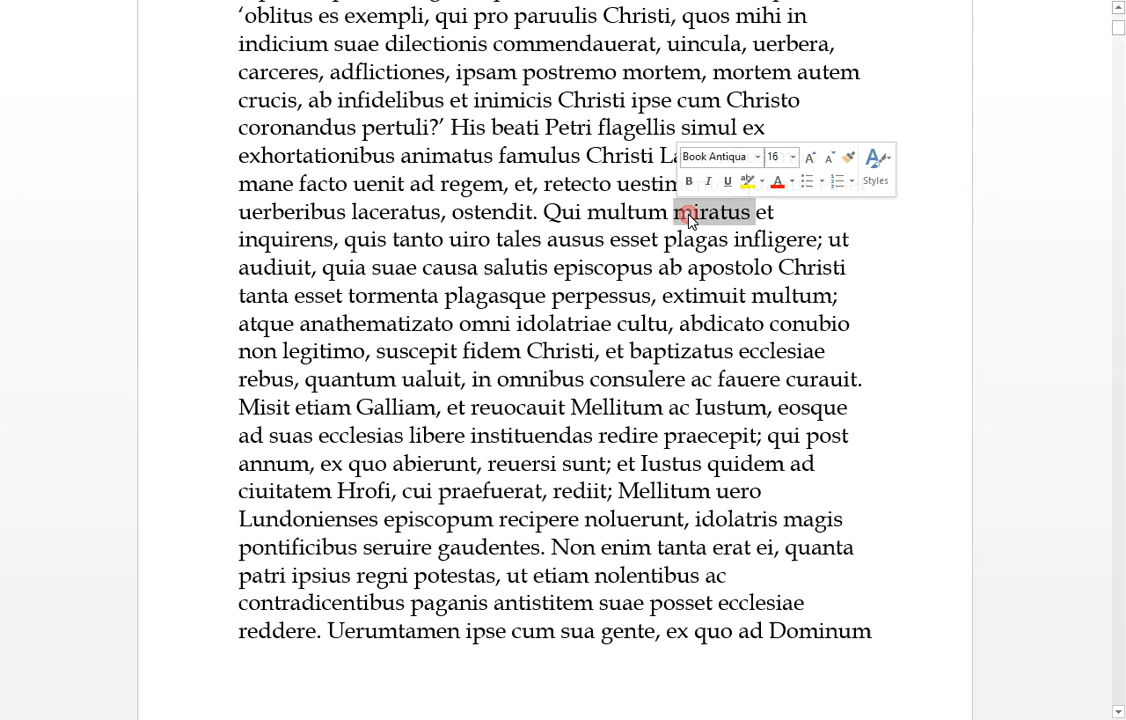 ‘oblitus es exempli, qui pro paruulis Christi, quos mihi in
indicium suae dilectionis commendauerat, uincula, uerbera,
carceres, adflictiones, ipsam postremo mortem, mortem autem
crucis, ab infidelibus et inimicis Christi ipse cum Christo
coronandus pertuli?’ His beati Petri flagellis simul ex
exhortationibus animatus famulus Christi
Book Antiqua 16
mane facto uenit ad regem, et, retecto
B I U Styles
uerberibus laceratus, ostendit. Qui multum miratus et
inquirens, quis tanto uiro tales ausus esset plagas infligere; ut
audiuit, quia suae causa salutis episcopus ab apostolo Christi
tanta esset tormenta plagasque perpessus, extimuit multum;
atque anathematizato omni idolatriae cultu, abdicato conubio
non legitimo, suscepit fidem Christi, et baptizatus ecclesiae
rebus, quantum ualuit, in omnibus consulere ac fauere curauit.
Misit etiam Galliam, et reuocauit Mellitum ac Iustum, eosque
ad suas ecclesias libere instituendas redire praecepit; qui post
annum, ex quo abierunt, reuersi sunt; et Iustus quidem ad
ciuitatem Hrofi, cui praefuerat, rediit; Mellitum uero
Lundonienses episcopum recipere noluerunt, idolatris magis
pontificibus seruire gaudentes. Non enim tanta erat ei, quanta
patri ipsius regni potestas, ut etiam nolentibus ac
contradicentibus paganis antistitem suae posset ecclesiae
reddere. Uerumtamen ipse cum sua gente, ex quo ad Dominum